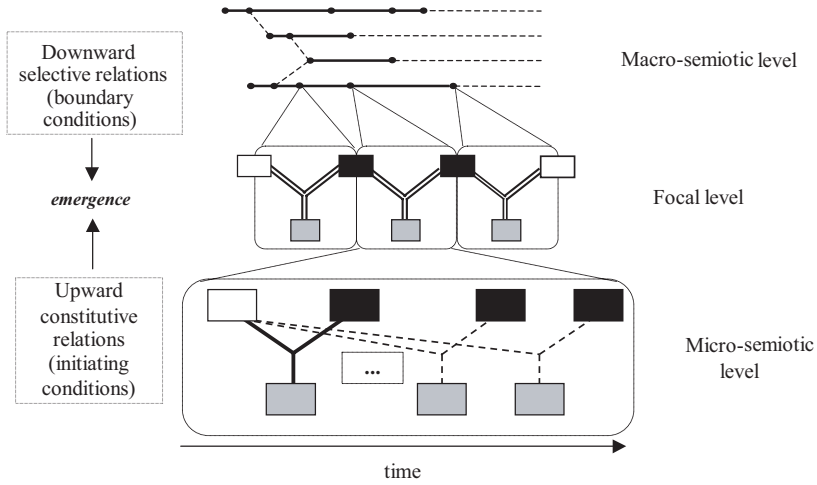 Downward
selective relations
(boundary
conditions)
emergence
Upward
constitutive
relations
(initiating
conditions)
Macro-semiotic level
Focal level
Micro-semiotic
level
...
time